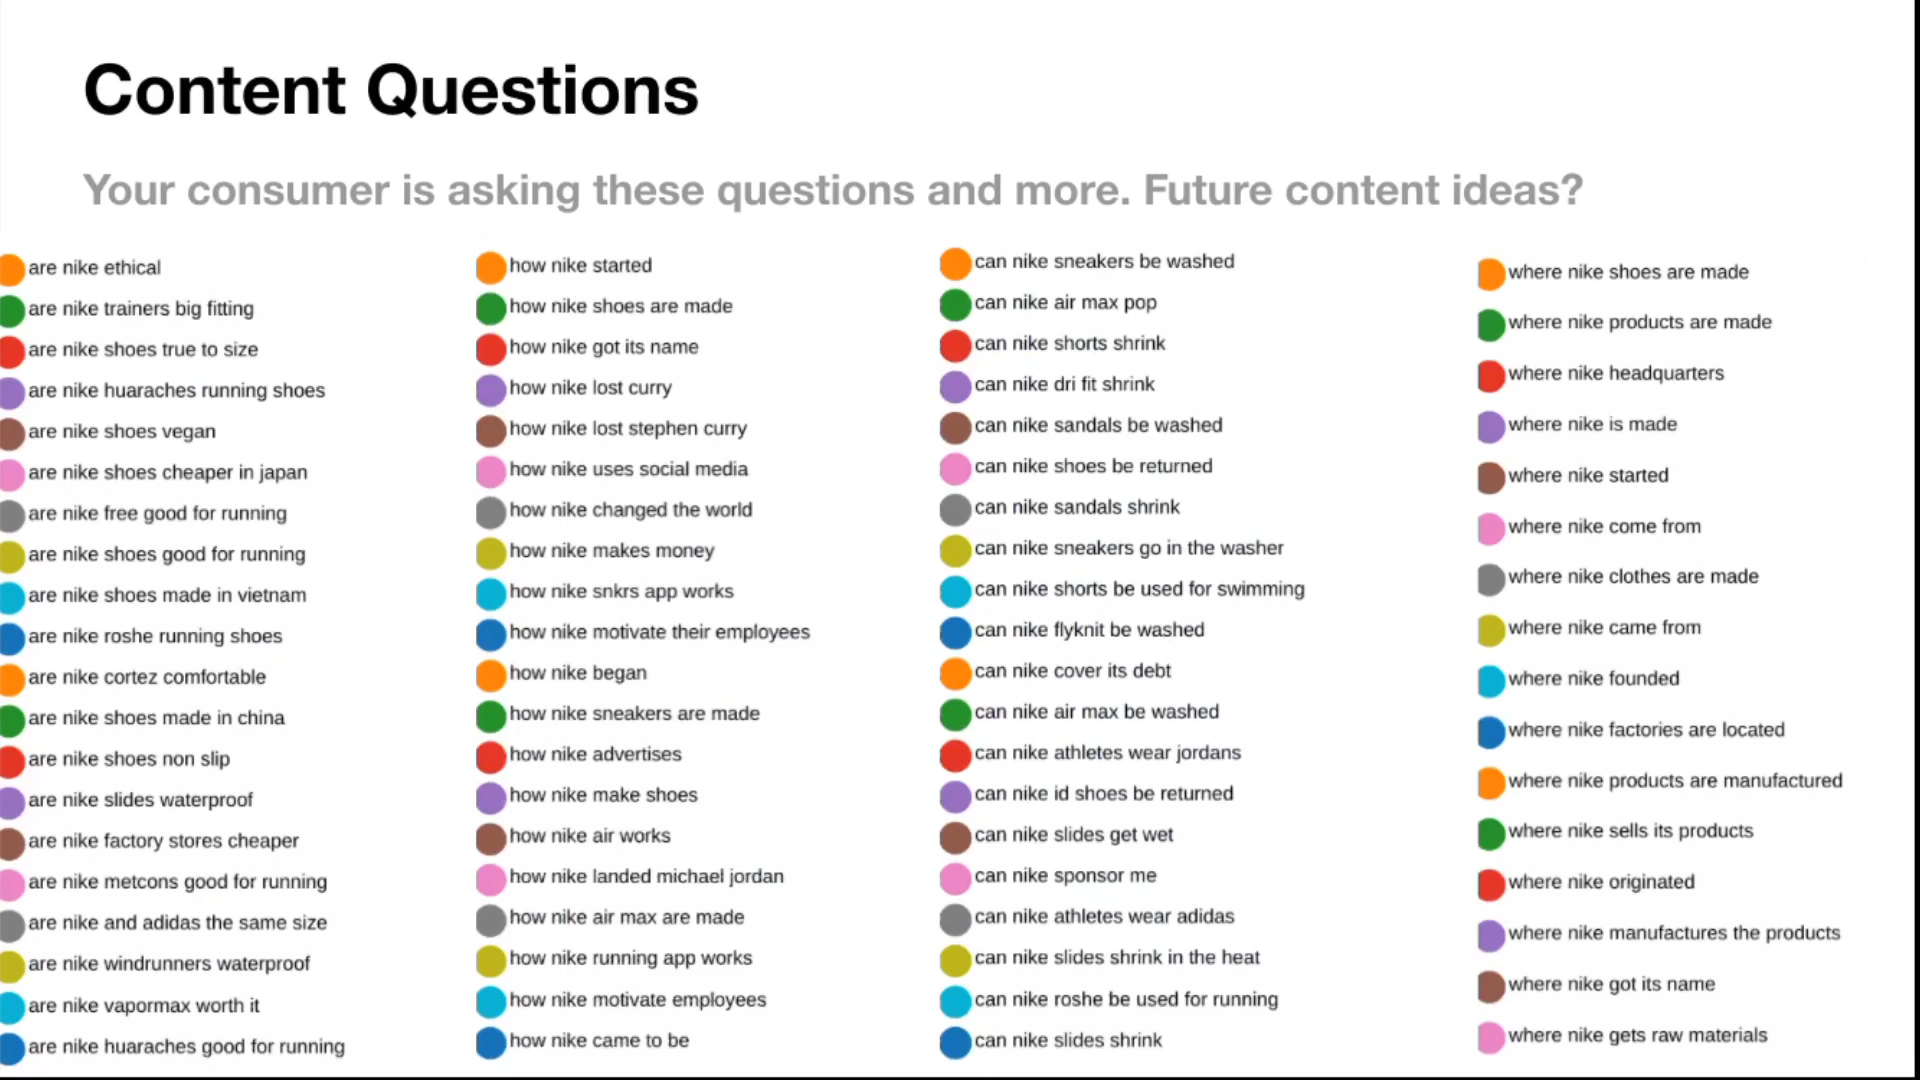 Content Questions
Your consumer is asking these questions and more. Future content ideas?
are nike ethical
are nike trainers big fitting
are nike shoes true to size
are nike huaraches running shoes
are nike shoes vegan
are nike shoes cheaper in japan
are nike free good for running
are nike shoes good for running
are nike shoes made in vietnam
are nike roshe running shoes
are nike cortez comfortable
are nike shoes made in china
are nike shoes non slip
are nike slides waterproof
are nike factory stores cheaper
are nike metcons good for running
are nike and adidas the same size
are nike windrunners waterproof
are nike vapormax worth it
are nike huaraches good for running
how nike started
how nike shoes are made
how nike got its name
how nike lost curry
how nike lost stephen curry
how nike uses social media
how nike changed the world
how nike makes money
how nike snkrs app works
how nike motivate their employees
how nike began
how nike sneakers are made
how nike advertises
how nike make shoes
how nike air works
how nike landed michael jordan
how nike air max are made
how nike running app works
how nike motivate employees
how nike came to be
can nike sneakers be washed
can nike air max pop
can nike shorts shrink
can nike dri fit shrink
can nike sandals be washed
can nike shoes be returned
can nike sandals shrink
can nike sneakers go in the washer
can nike shorts be used for swimming
can nike flyknit be washed
can nike cover its debt
can nike air max be washed
can nike athletes wear jordans
can nike id shoes be returned
can nike slides get wet
can nike sponsor me
can nike athletes wear adidas
can nike slides shrink in the heat
can nike roshe be used for running
can nike slides shrink
where nike shoes are made
where nike products are made
where nike headquarters
where nike is made
where nike started
where nike come from
where nike clothes are made
where nike came from
where nike founded
where nike factories are located
where nike products are manufactured
where nike sells its products
where nike originated
where nike manufactures the products
where nike got its name
where nike gets raw materials